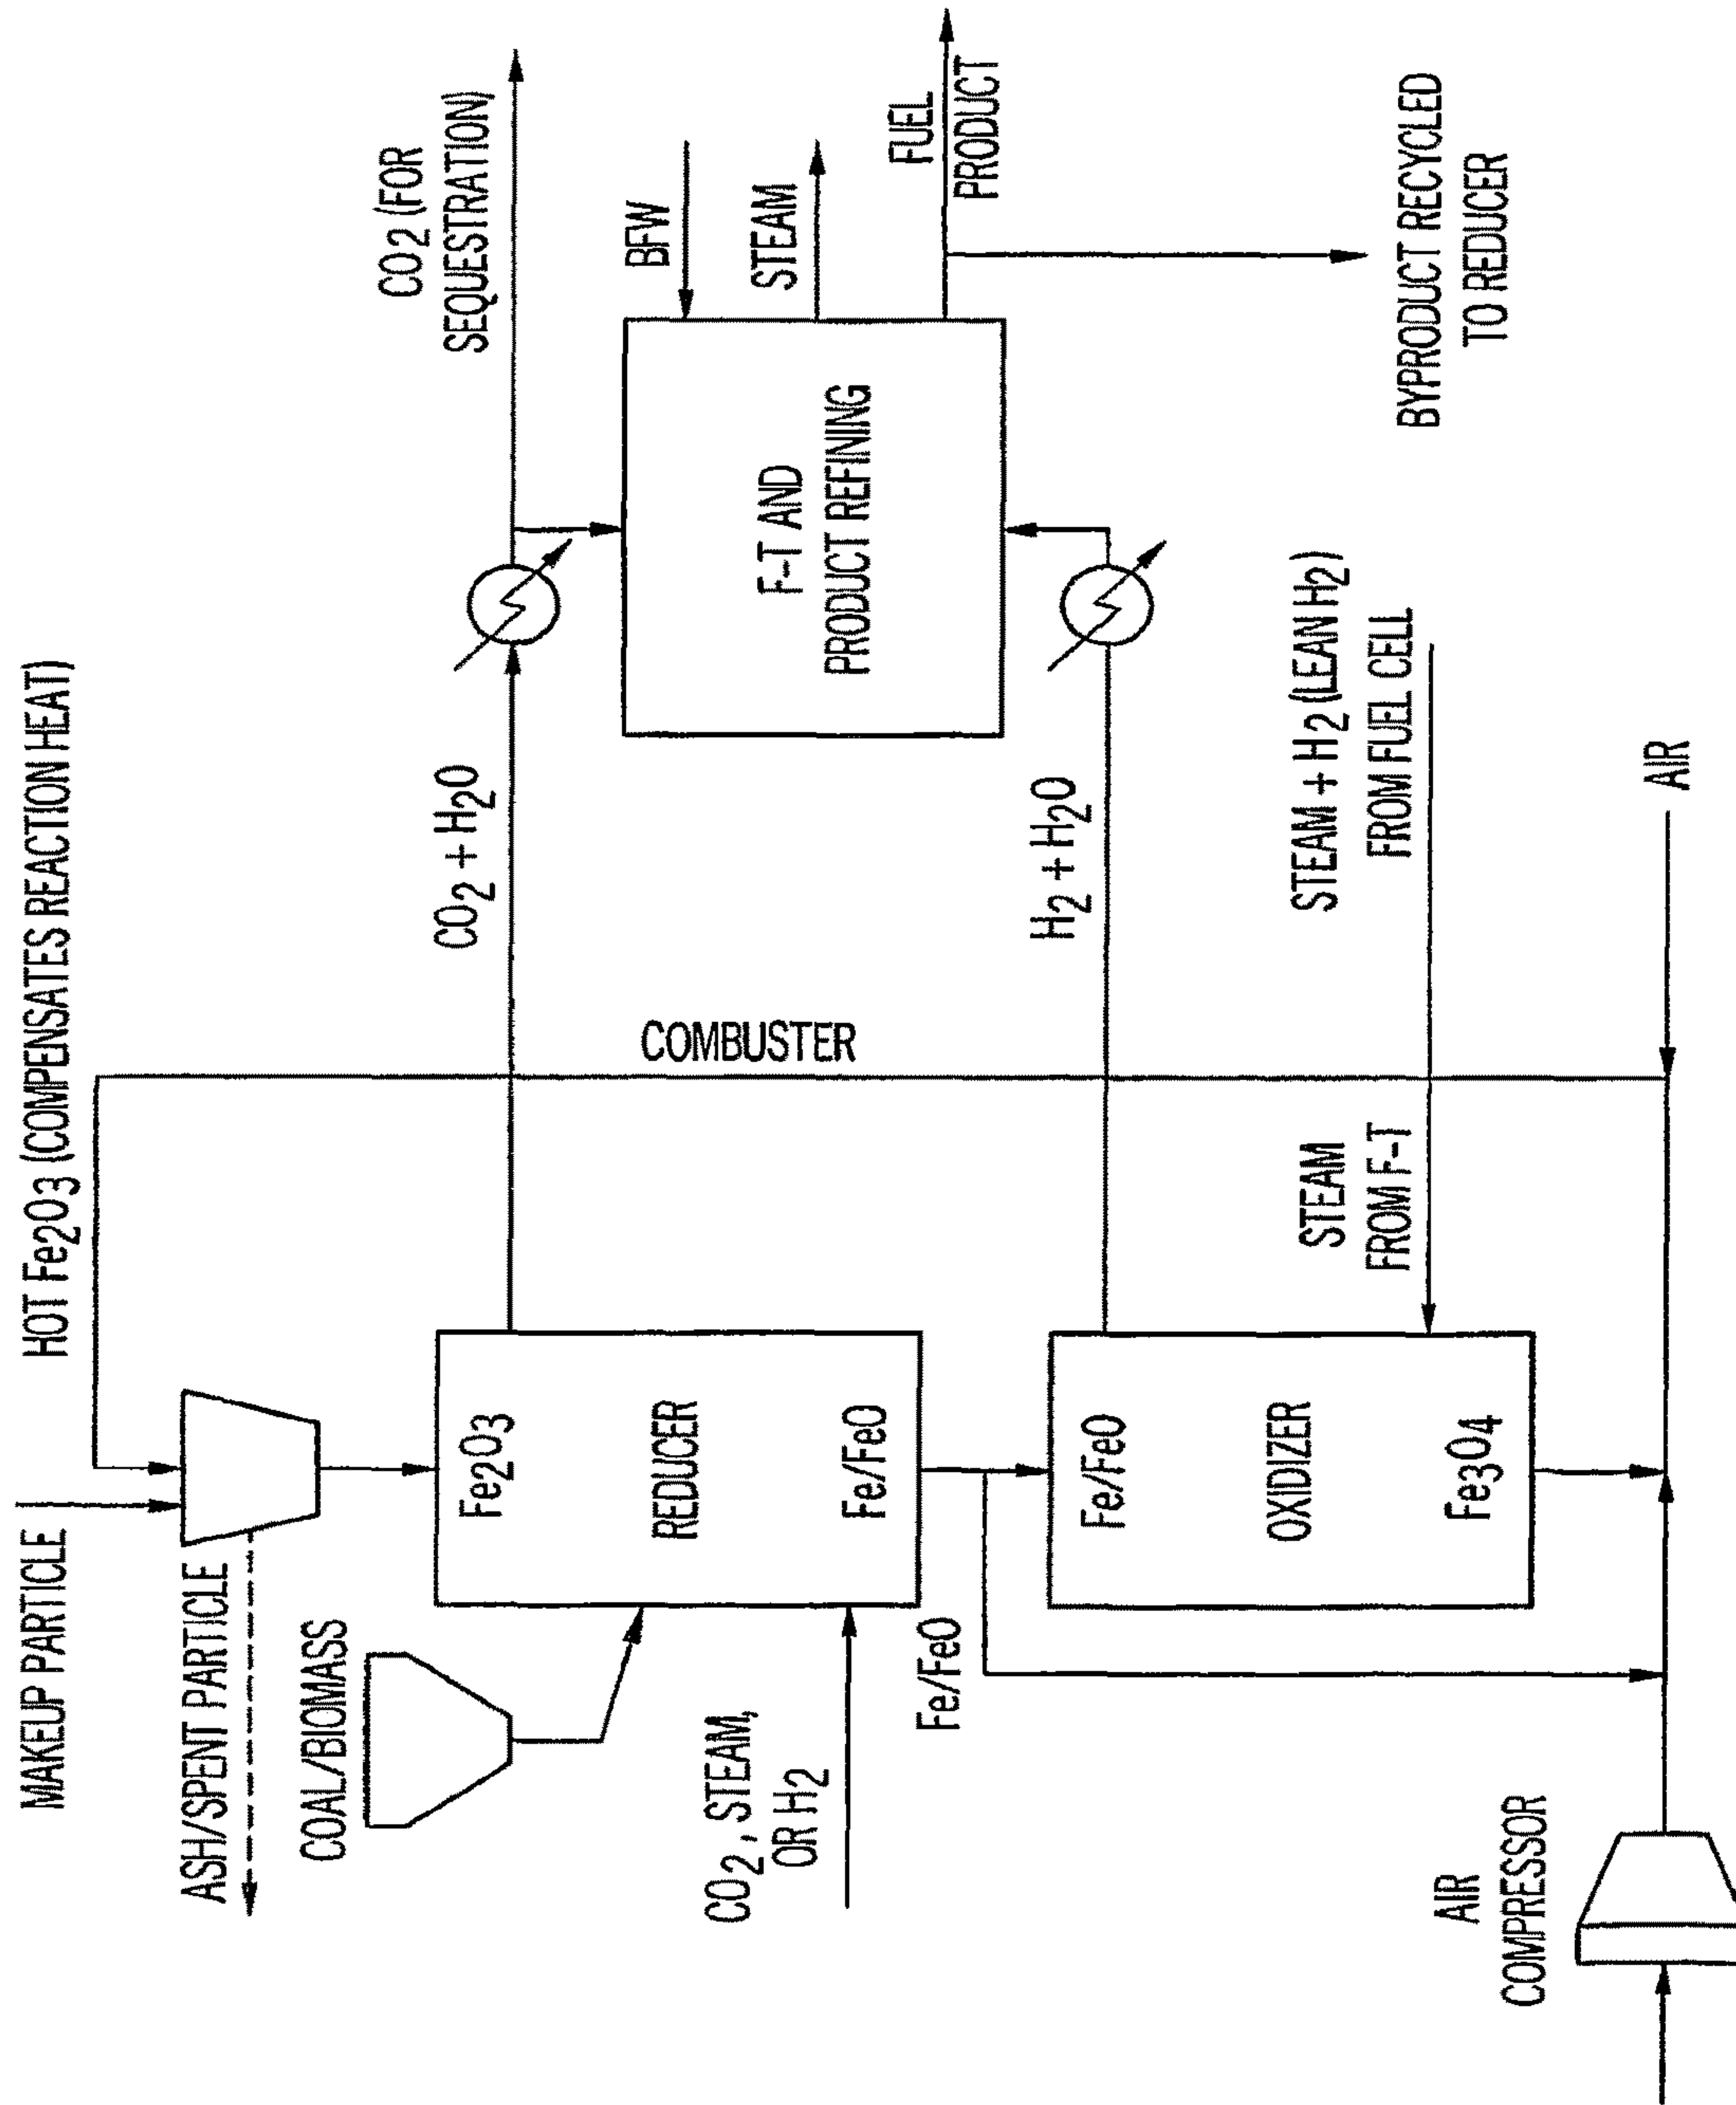 MAKEUP PARTICLE
HOT Fe2O3 (COMPENSATES REACTION HEAT)
ASH/SPENT PARTICLE
COAL/BIOMASS
CO2, STEAM,
OR H2
Fe2O3
REDUCER
Fe/FeO
Fe/FeO
Fe/FeO
OXIDIZER
Fe3O4
AIR
COMPRESSOR
COMBUSTER
CO2 + H2O
H2 + H2O
STEAM
FROM F-T
STEAM + H2 (LEAN H2)
FROM FUEL CELL
AIR
CO2 (FOR
SEQUESTRATION)
F-T AND
PRODUCT REFINING
BFW
STEAM
FUEL
PRODUCT
BYPRODUCT RECYCLED
TO REDUCER